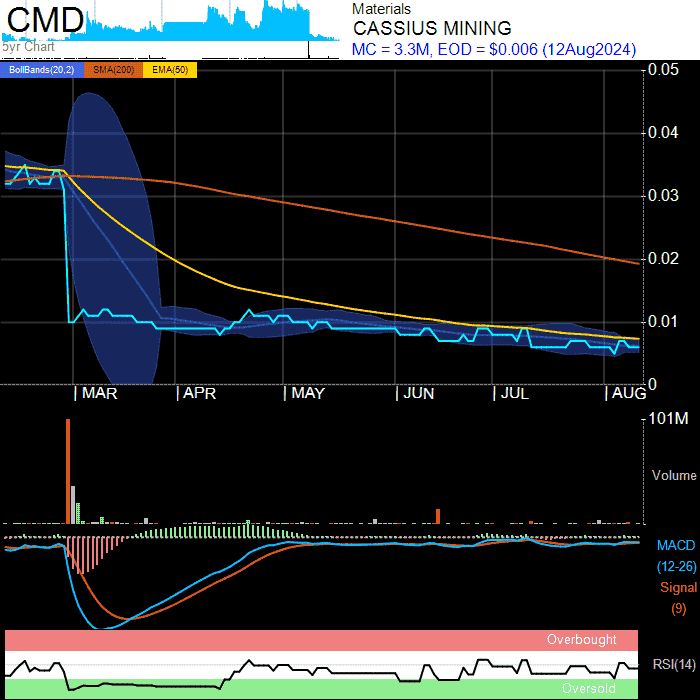 CMD
5yr Chart
Materials
CASSIUS MINING
MC = 3.3M, EOD = $0.006 (12Aug2024)
BollBands(20,2) SMA(200) EMA(50)
0.05
0.04
0.03
0.02
0.01
0
MAR APR MAY JUN JUL AUG
101M
Volume
MACD
(12-26)
Signal
(9)
Overbought
RSI(14)
Oversold